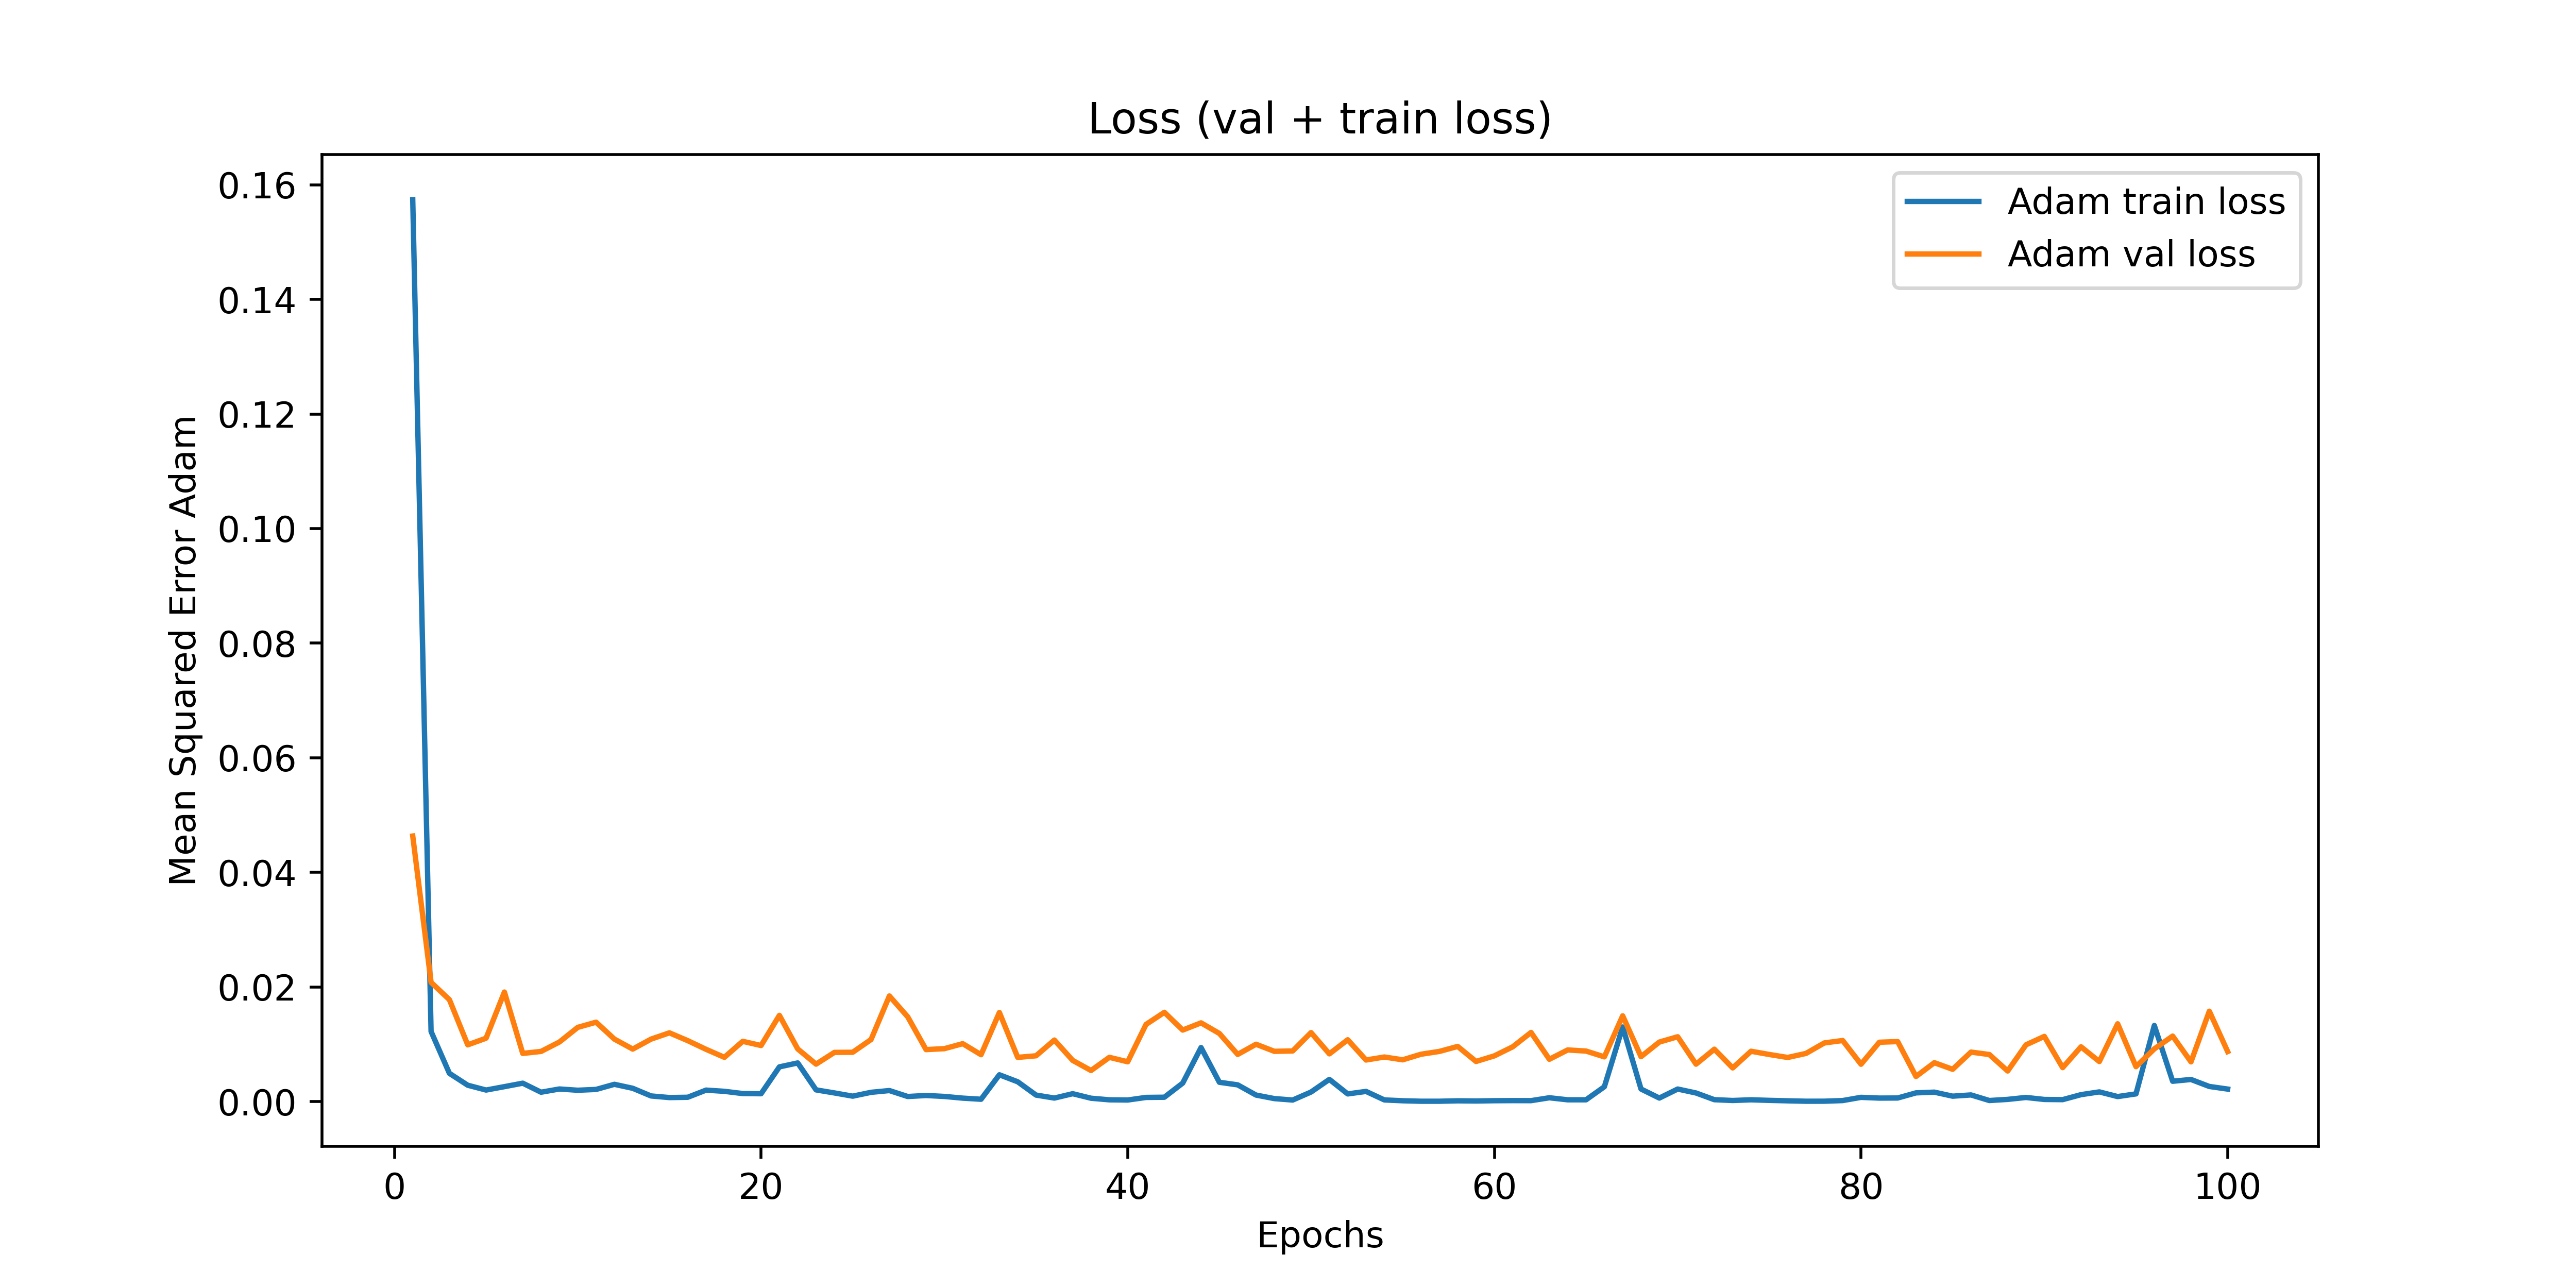 Loss (val + train loss)
Adam train loss
Adam val loss
Mean Squared Error Adam
0.16
0.14
0.12
0.10
0.08
0.06
0.04
0.02
0.00
0 20 40 60 80 100
Epochs